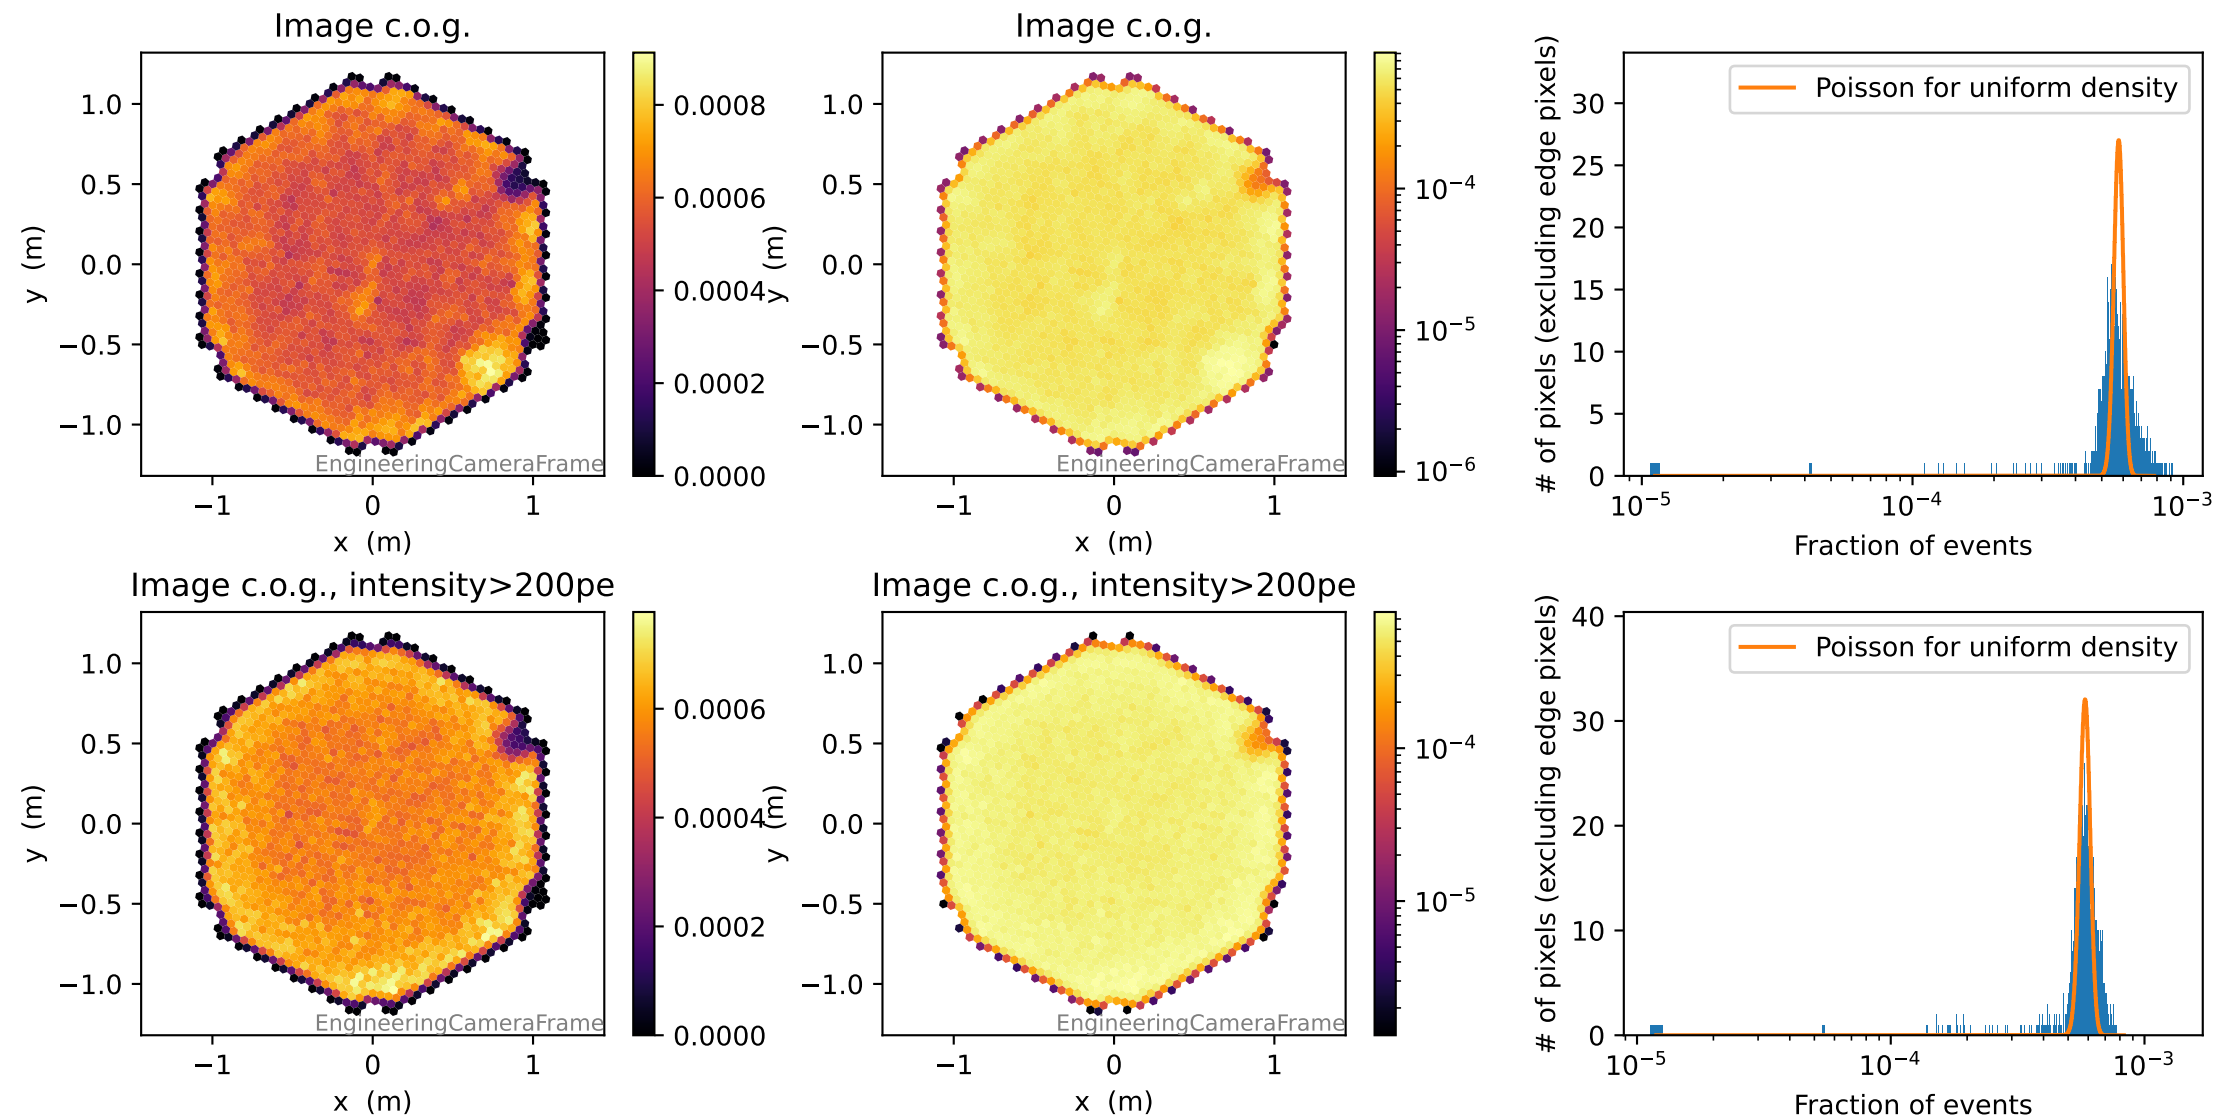 Image c.o.g.
1.0
0.5
0.0
−0.5
−1.0
y (m)
−1 0 1
x (m)
EngineeringCameraFrame
0.0008
0.0006
0.0004
0.0002
0.0000
Image c.o.g.
1.0
0.5
0.0
−0.5
−1.0
y (m)
−1 0 1
x (m)
EngineeringCameraFrame
10⁻⁴
10⁻⁵
10⁻⁶
# of pixels (excluding edge pixels)
30
25
20
15
10
5
0
Poisson for uniform density
10⁻⁵ 10⁻⁴ 10⁻³
Fraction of events
Image c.o.g., intensity>200pe
1.0
0.5
0.0
−0.5
−1.0
y (m)
−1 0 1
x (m)
EngineeringCameraFrame
0.0006
0.0004
0.0002
0.0000
Image c.o.g., intensity>200pe
1.0
0.5
0.0
−0.5
−1.0
y (m)
−1 0 1
x (m)
EngineeringCameraFrame
10⁻⁴
10⁻⁵
# of pixels (excluding edge pixels)
40
30
20
10
0
Poisson for uniform density
10⁻⁵ 10⁻⁴ 10⁻³
Fraction of events